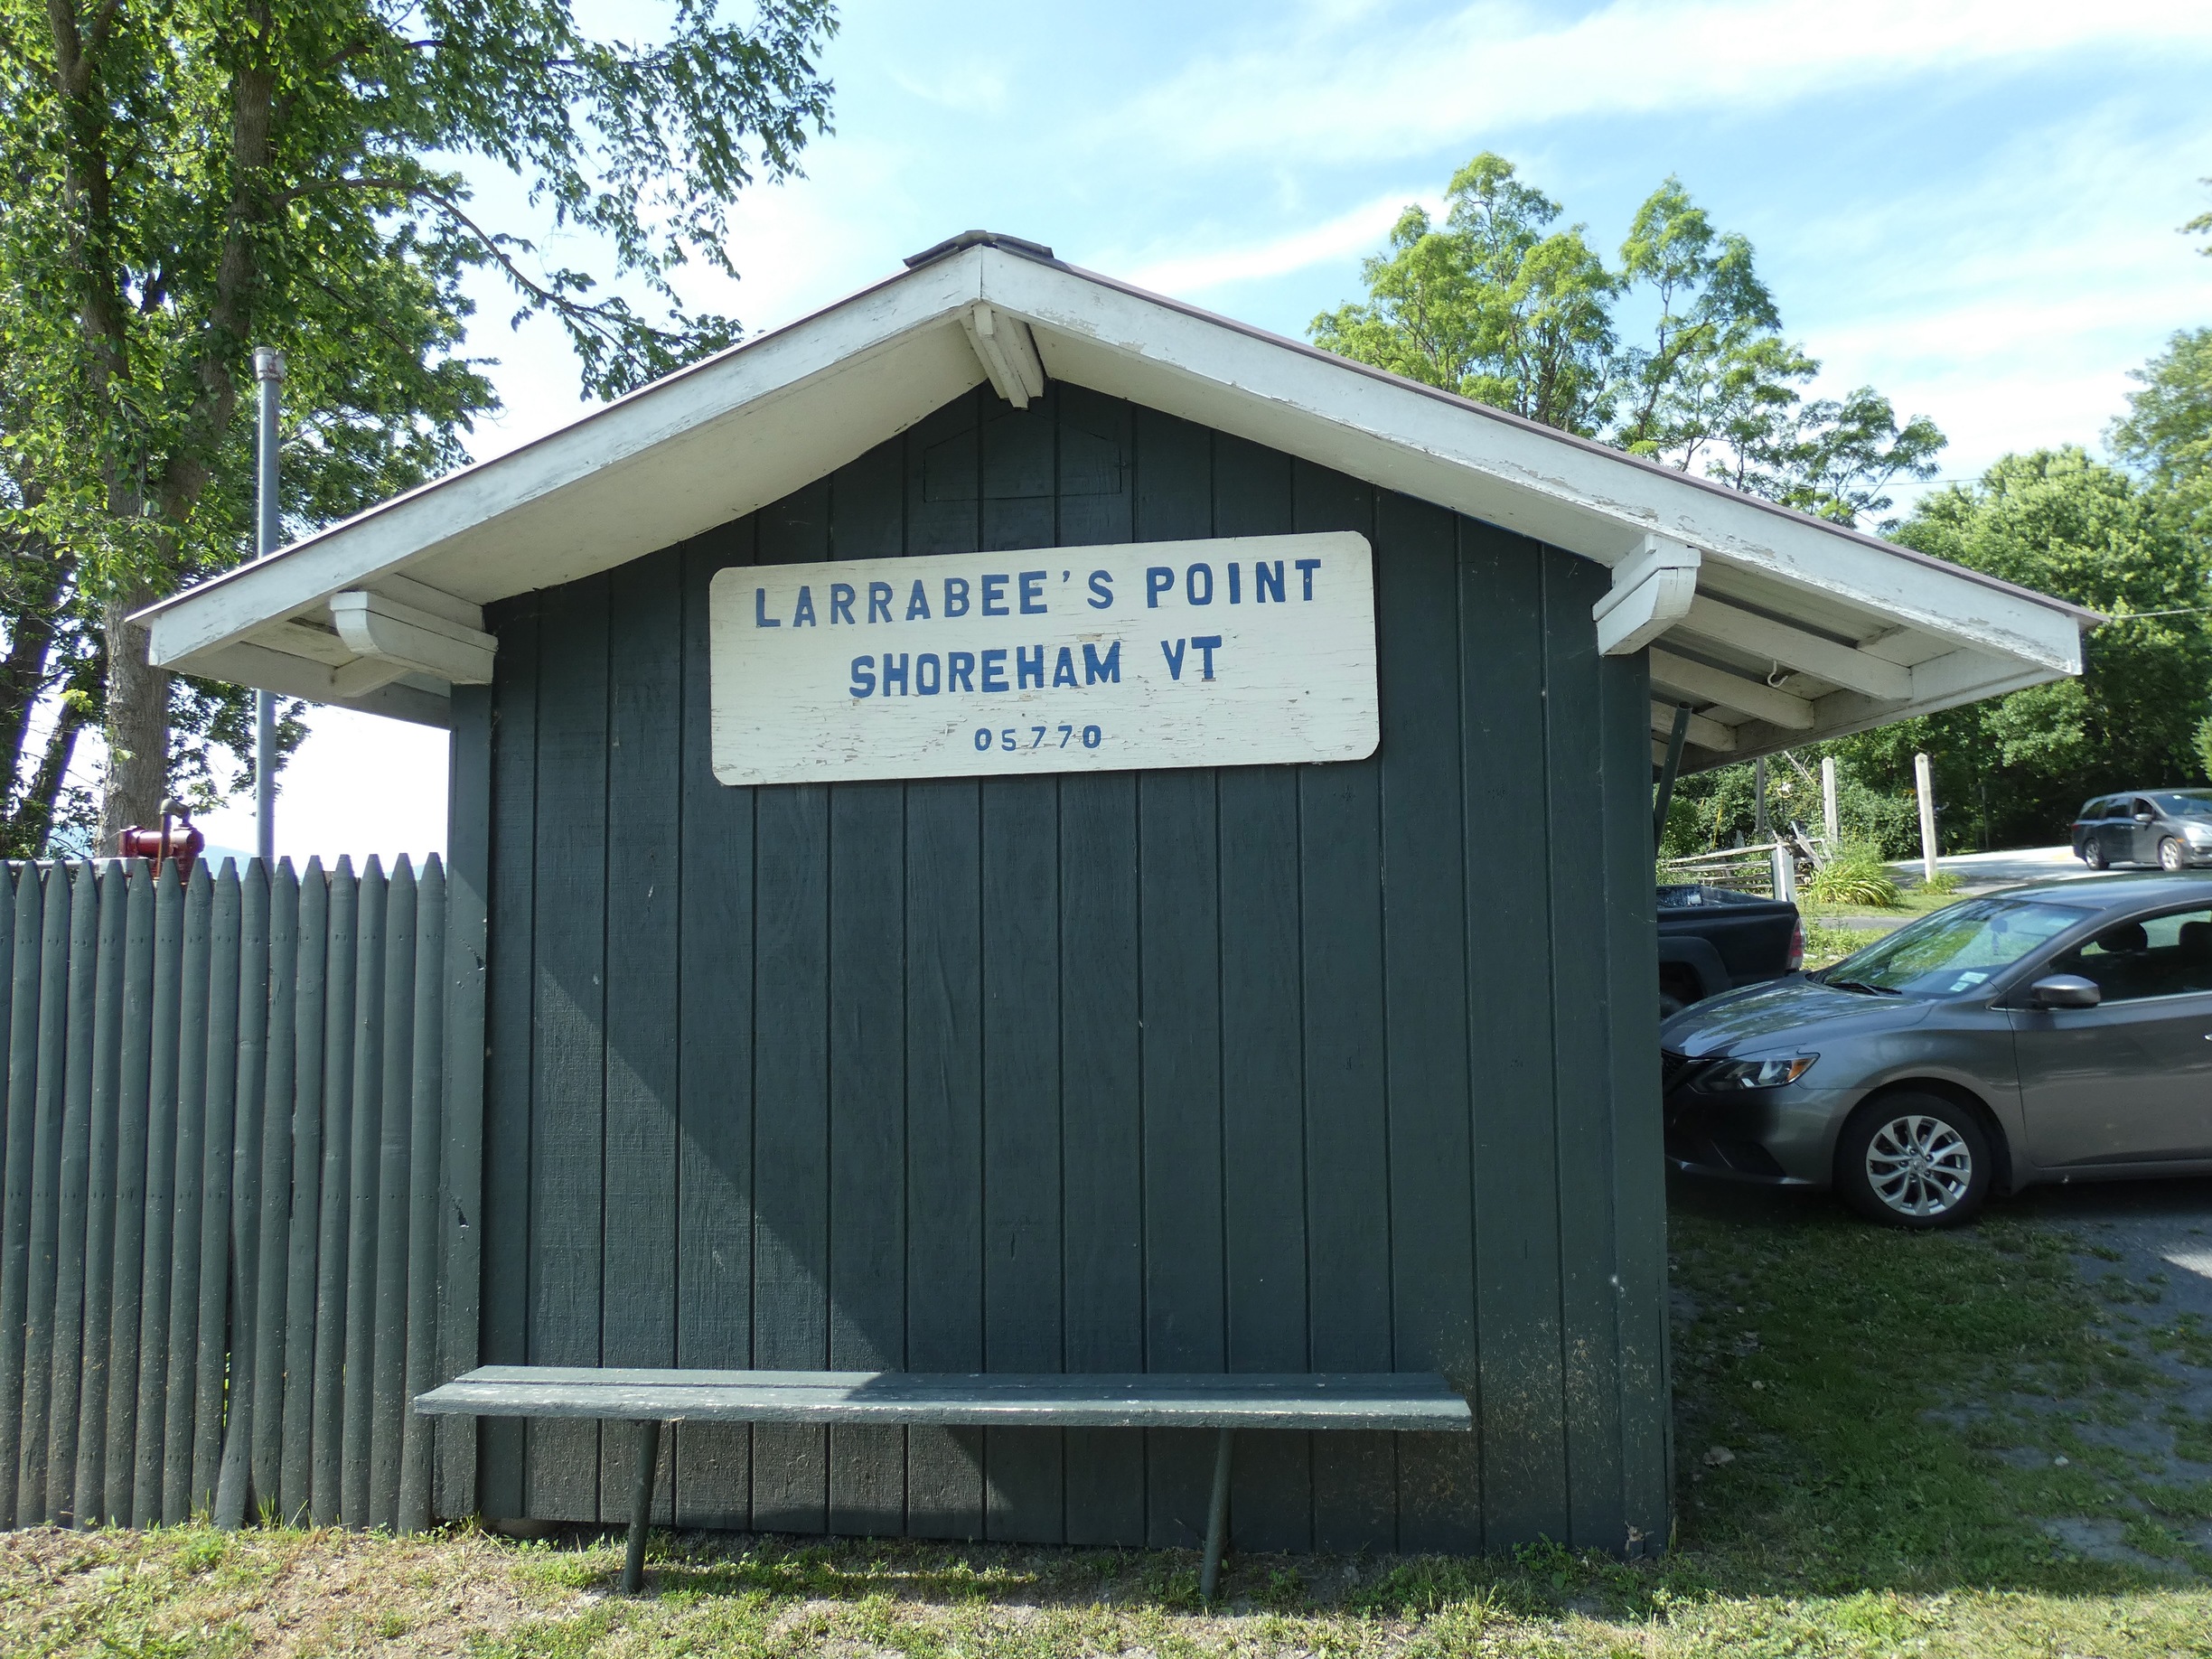 LARRABEE'S POINT
SHOREHAM VT
05770